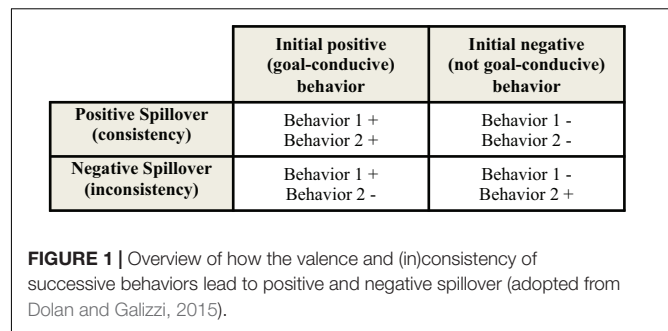 Initial positive
(goal-conducive)
behavior
Initial negative
(not goal-conducive)
behavior
Positive Spillover
(consistency)
Behavior 1 +
Behavior 2 +
Behavior 1 -
Behavior 2 -
Negative Spillover
(inconsistency)
Behavior 1 +
Behavior 2 -
Behavior 1 -
Behavior 2 +
FIGURE 1 | Overview of how the valence and (in)consistency of
successive behaviors lead to positive and negative spillover (adopted from
Dolan and Galizzi, 2015).